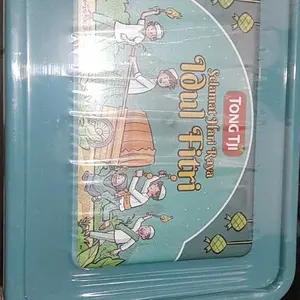 TONG TJI
Selamat Hari Raya
Idul Fitri